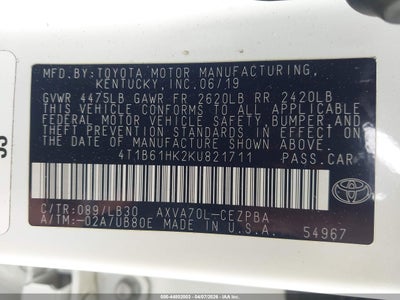 MFD.BY:TOYOTA MOTOR MANUFACTURING,
KENTUCKY,INC.06/19
GVWR 4475LB GAWR FR 2620LB RR 2420LB
THIS VEHICLE CONFORMS TO ALL APPLICABLE
FEDERAL MOTOR VEHICLE SAFETY, BUMPER, AND
THEFT PREVENTION STANDARDS IN EFFECT ON
THE DATE OF MANUFACTURE SHOWN ABOVE.
4T1B61HK2KU821711 PASS.CAR
C/TR:089/LB30 AXVA70L-CEZPBA
A/TM:-02A/UB80E MADE IN U.S.A.
54967
TOYOTA